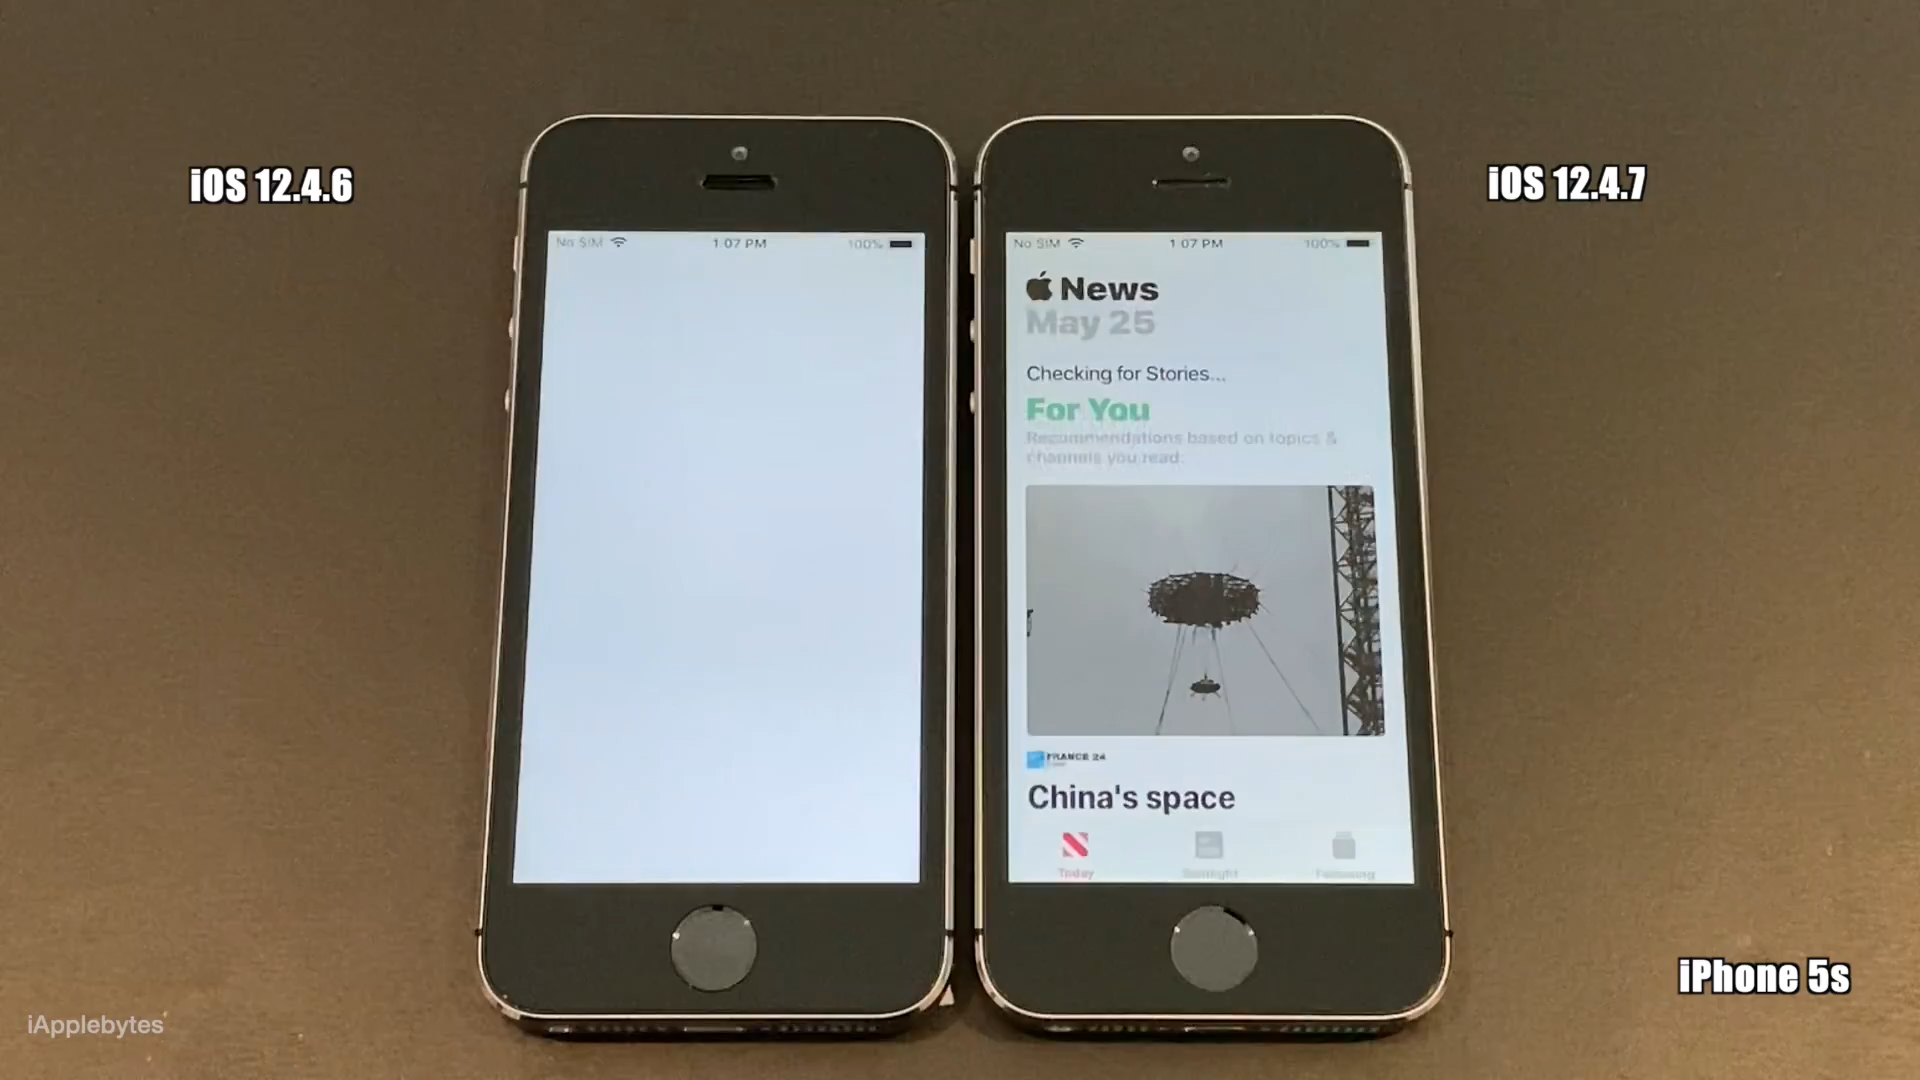 iOS 12.4.6
iOS 12.4.7
No SIM
1:07 PM
100%
No SIM
1:07 PM
100%
News
May 25
Checking for Stories...
For You
Recommendations based on topics &
channels you read.
FRANCE 24
China's space
Today
Spotlight
Following
iPhone 5s
iApplebytes